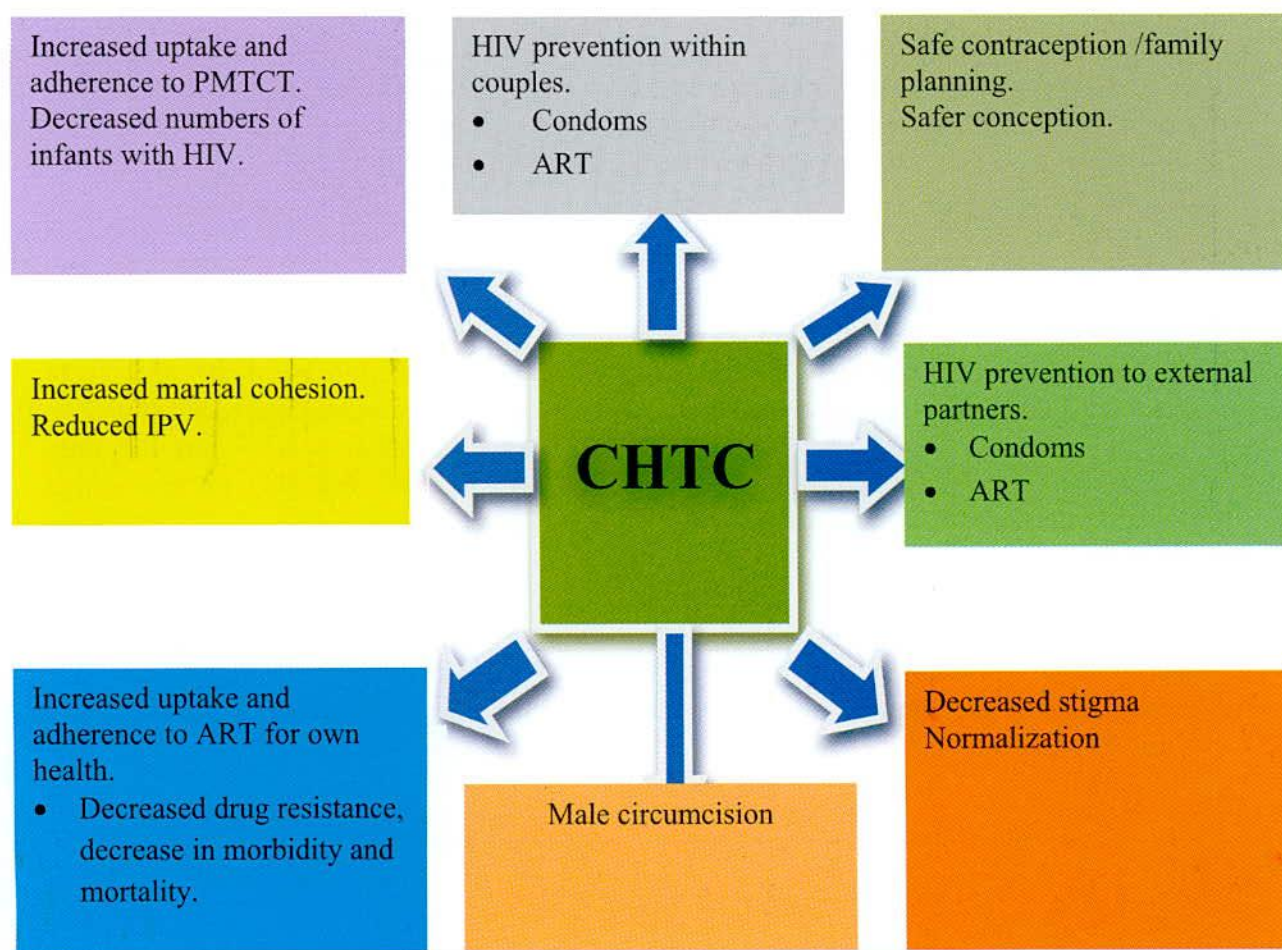 Increased uptake and
adherence to PMTCT.
Decreased numbers of
infants with HIV.
HIV prevention within
couples.
• Condoms
• ART
Safe contraception /family
planning.
Safer conception.
Increased marital cohesion.
Reduced IPV.
CHTC
HIV prevention to external
partners.
• Condoms
• ART
Increased uptake and
adherence to ART for own
health.
• Decreased drug resistance,
decrease in morbidity and
mortality.
Male circumcision
Decreased stigma
Normalization